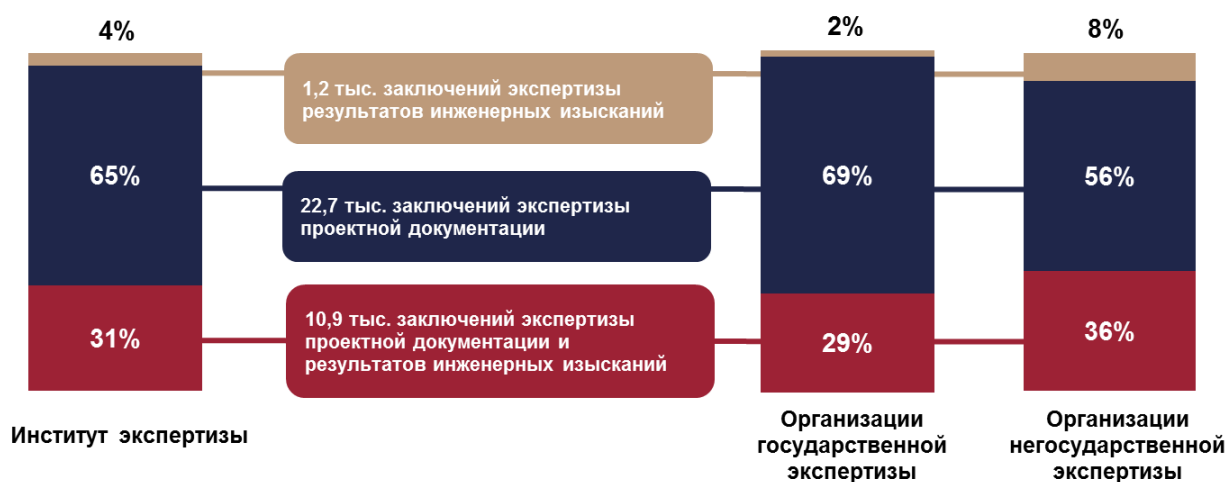 4%
2%
8%
1,2 тыс. заключений экспертизы
результатов инженерных изысканий
65%
22,7 тыс. заключений экспертизы
проектной документации
69%
56%
31%
10,9 тыс. заключений экспертизы
проектной документации и
результатов инженерных изысканий
29%
36%
Институт экспертизы
Организации
государственной
экспертизы
Организации
негосударственной
экспертизы